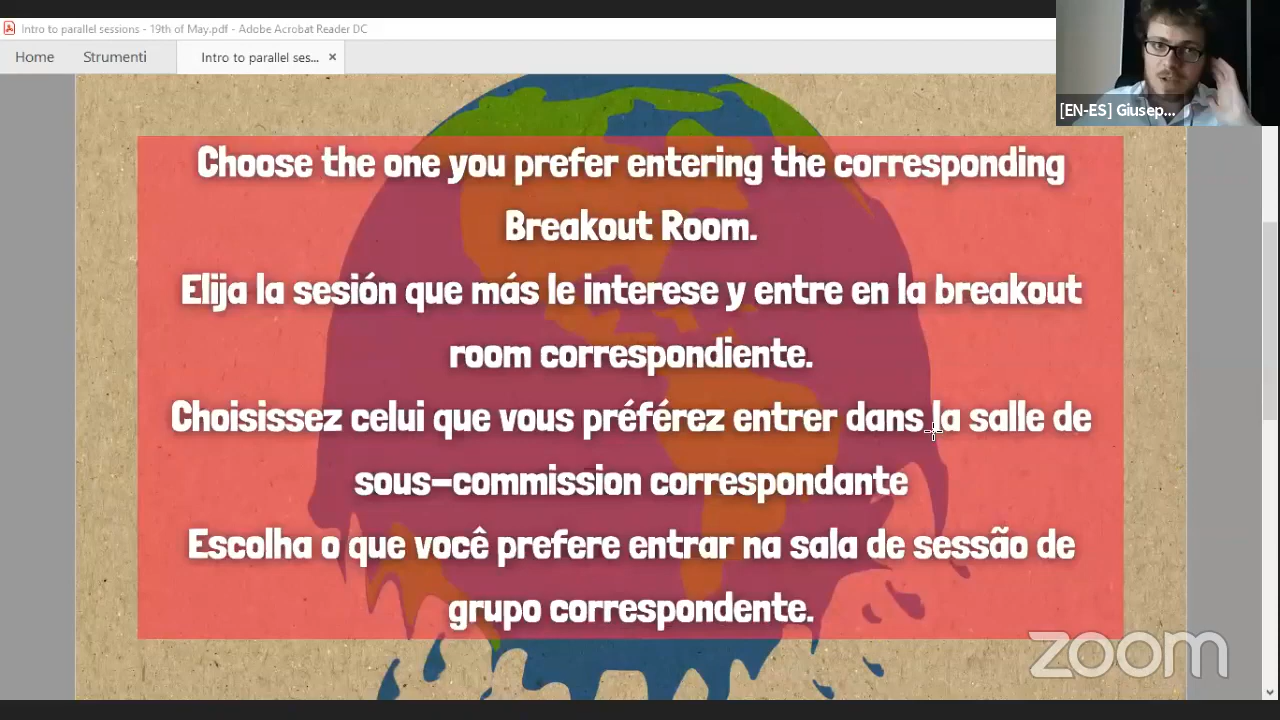 Intro to parallel sessions - 19th of May.pdf - Adobe Acrobat Reader DC
Home Strumenti Intro to parallel ses... ×
[EN-ES] Giusep...
Choose the one you prefer entering the corresponding
Breakout Room.
Elija la sesión que más le interese y entre en la breakout
room correspondiente.
Choisissez celui que vous préférez entrer dans la salle de
sous-commission correspondante
Escolha o que você prefere entrar na sala de sessão de
grupo correspondente.
zoom